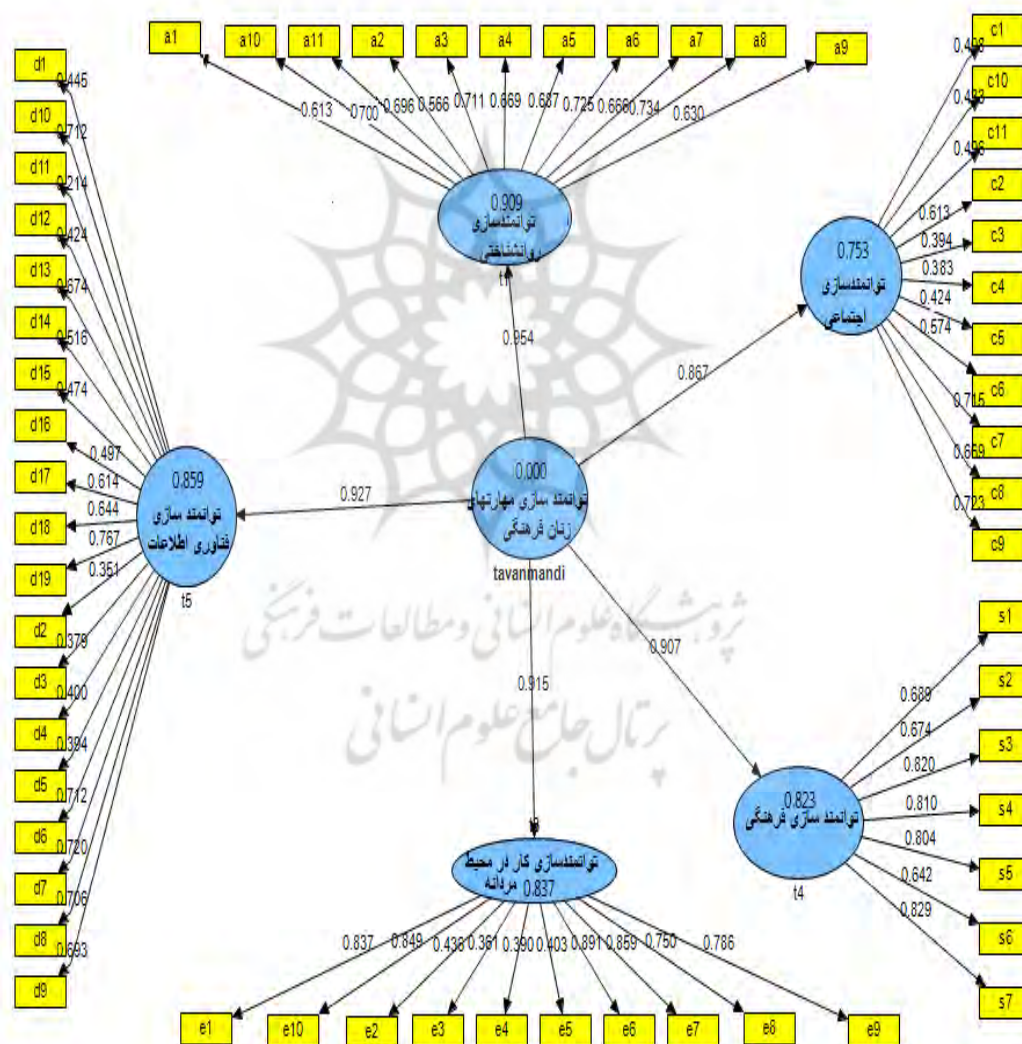 a1
a10
a11
a2
a3
a4
a5
a6
a7
a8
a9
0.613
0.700
0.696
0.566
0.711
0.669
0.687
0.725
0.666
0.734
0.630
0.909
توانمندسازی
روانشناختی
0.954
c1
c10
c11
c2
c3
c4
c5
c6
c7
c8
c9
0.613
0.394
0.383
0.424
0.574
0.715
0.669
0.723
0.753
توانمندسازی
اجتماعی
0.867
d1
d10
d11
d12
d13
d14
d15
d16
d17
d18
d19
d2
d3
d4
d5
d6
d7
d8
d9
0.445
0.712
0.214
0.424
0.674
0.516
0.474
0.497
0.614
0.644
0.767
0.351
0.379
0.400
0.394
0.712
0.720
0.706
0.693
0.859
توانمند سازی
فناوری اطلاعات
t5
0.927
0.000
توانمند سازی مهارتهای
زنان فرهنگی
tavanmandi
پژوهشگاه علوم انسانی و مطالعات فرهنگی
پرتال جامع علوم انسانی
0.907
0.915
s1
s2
s3
s4
s5
s6
s7
0.689
0.674
0.820
0.810
0.804
0.642
0.829
0.823
توانمند سازی فرهنگی
t4
توانمندسازی کار در محیط
مردانه 0.837
0.837
0.849
0.438
0.361
0.390
0.403
0.891
0.859
0.750
0.786
e1
e10
e2
e3
e4
e5
e6
e7
e8
e9